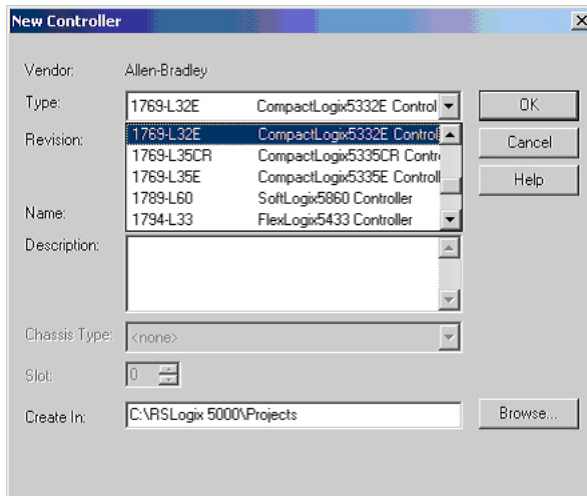 New Controller
Vendor: Allen-Bradley
Type: 1769-L32E CompactLogix5332E Control
OK
1769-L32E CompactLogix5332E Control
Revision:
Cancel
1769-L35CR CompactLogix5335CR Contr
1769-L35E CompactLogix5335E Controll
Help
1789-L60 SoftLogix5860 Controller
Name:
1794-L33 FlexLogix5433 Controller
Description:
Chassis Type: <none>
Slot: 0
Create In: C:\RSLogix 5000\Projects
Browse...